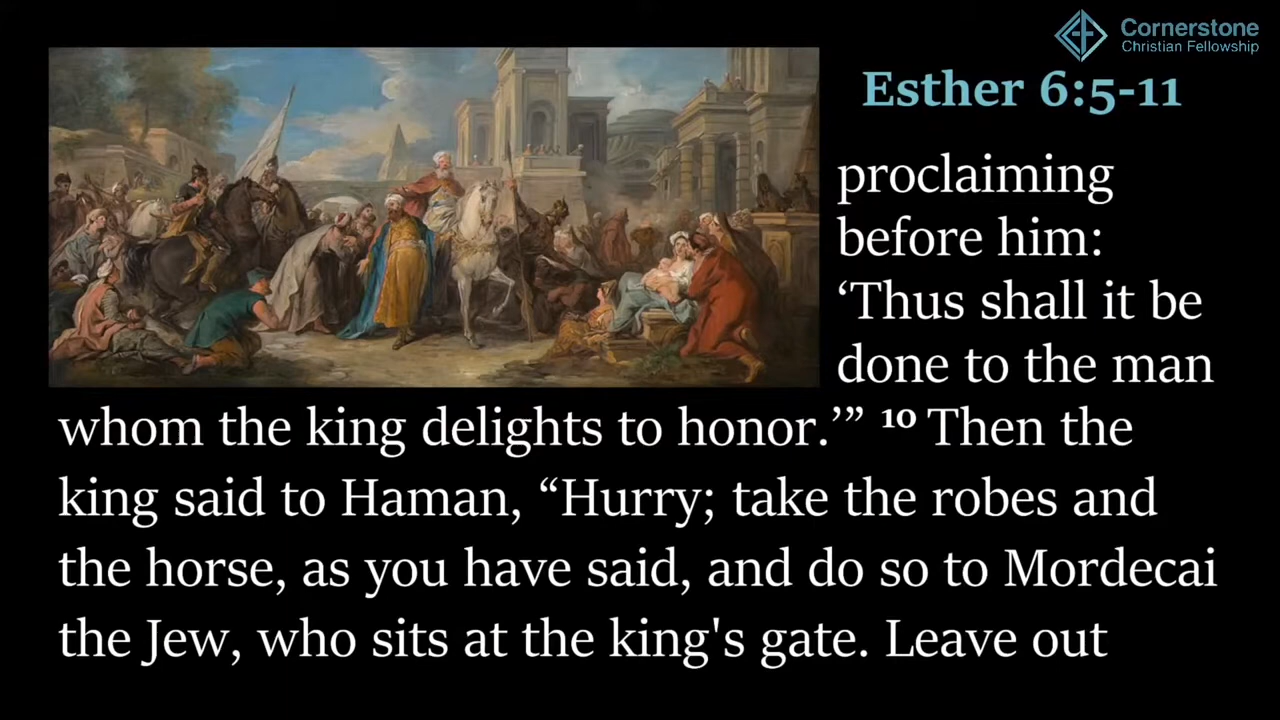 Cornerstone
Christian Fellowship
Esther 6:5-11
proclaiming
before him:
‘Thus shall it be
done to the man
whom the king delights to honor.’” ¹⁰ Then the
king said to Haman, “Hurry; take the robes and
the horse, as you have said, and do so to Mordecai
the Jew, who sits at the king's gate. Leave out